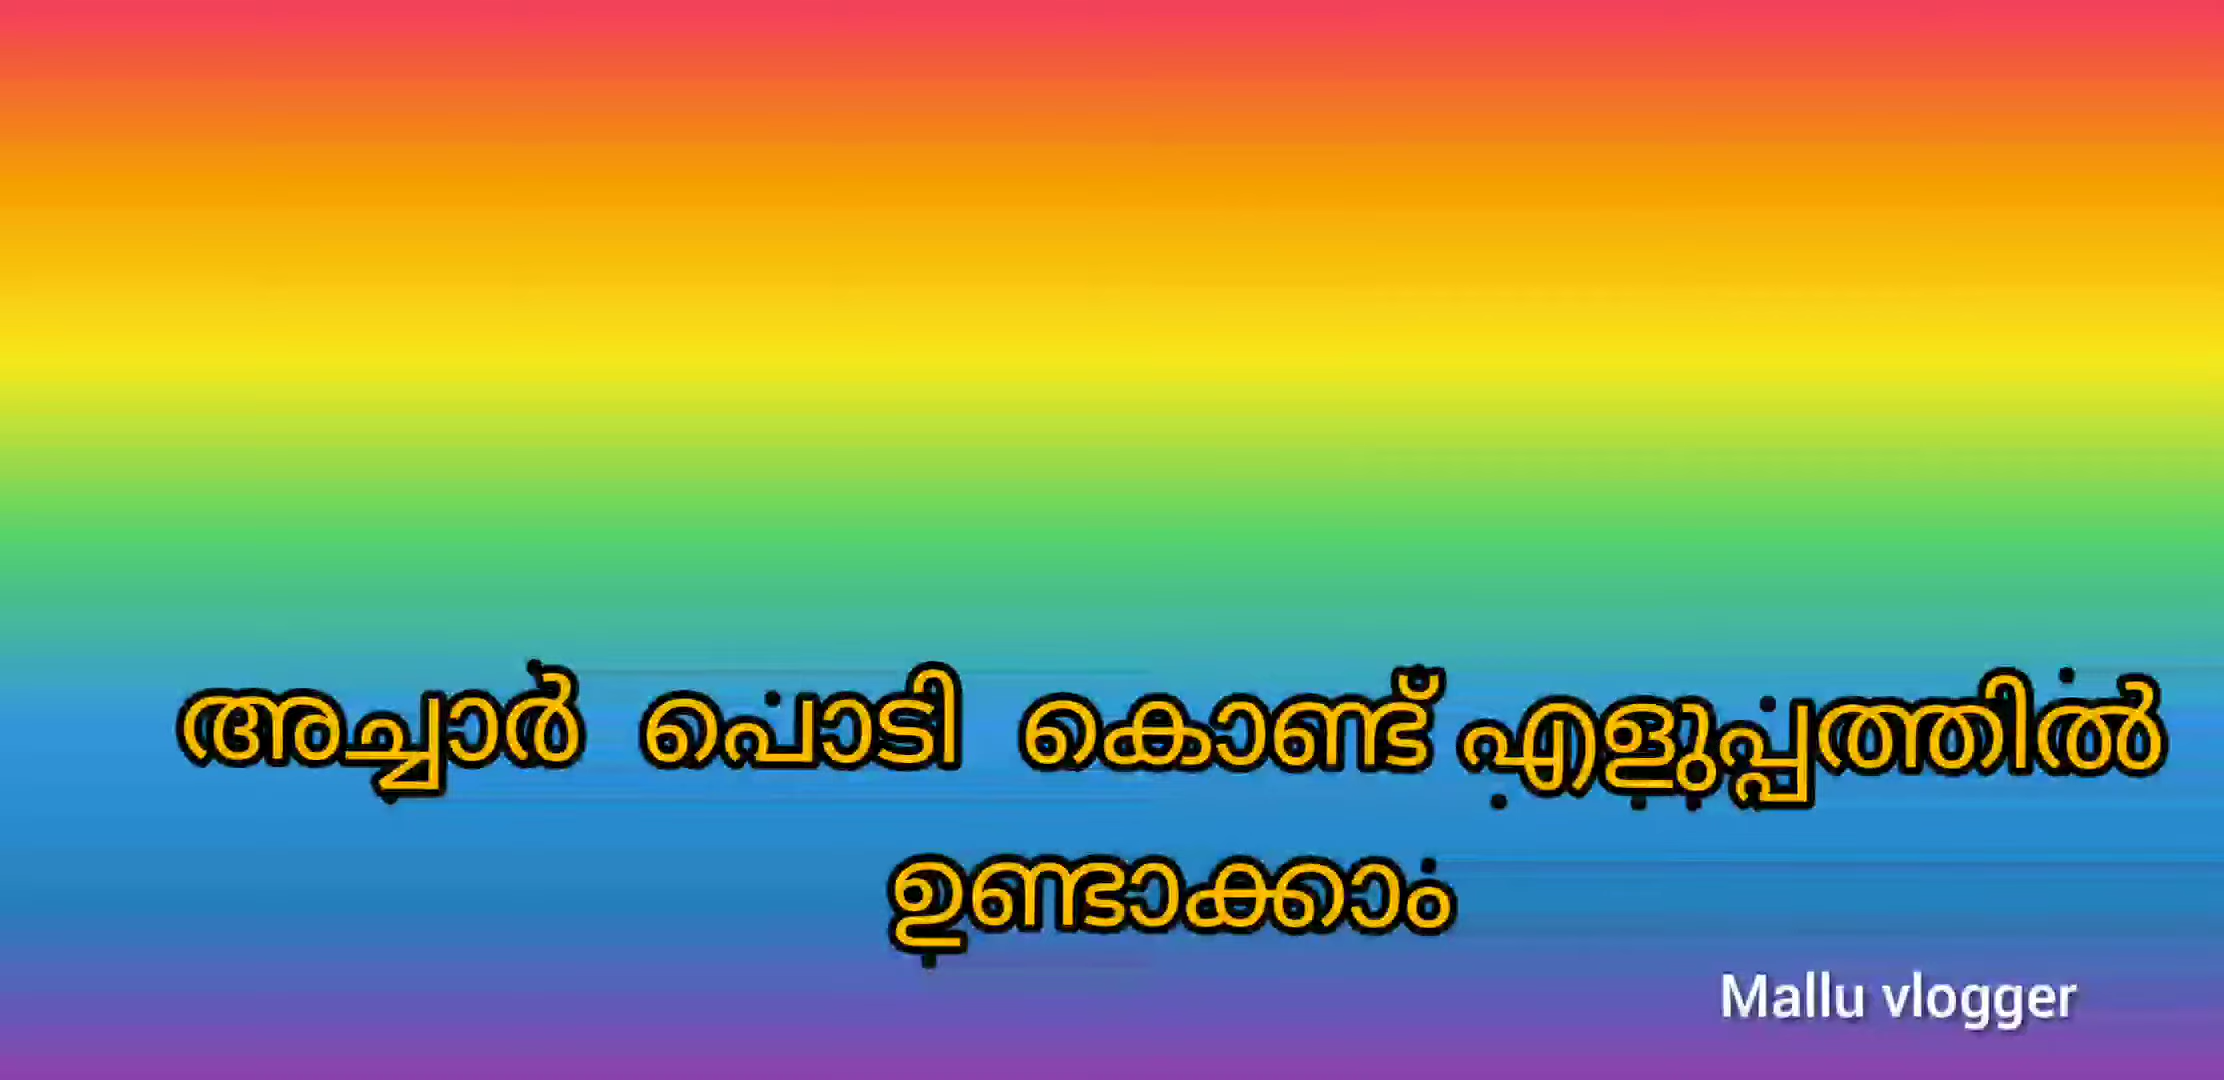 അച്ചാർ പൊടി കൊണ്ട് എളുപ്പത്തിൽ
ഉണ്ടാക്കാം
Mallu vlogger